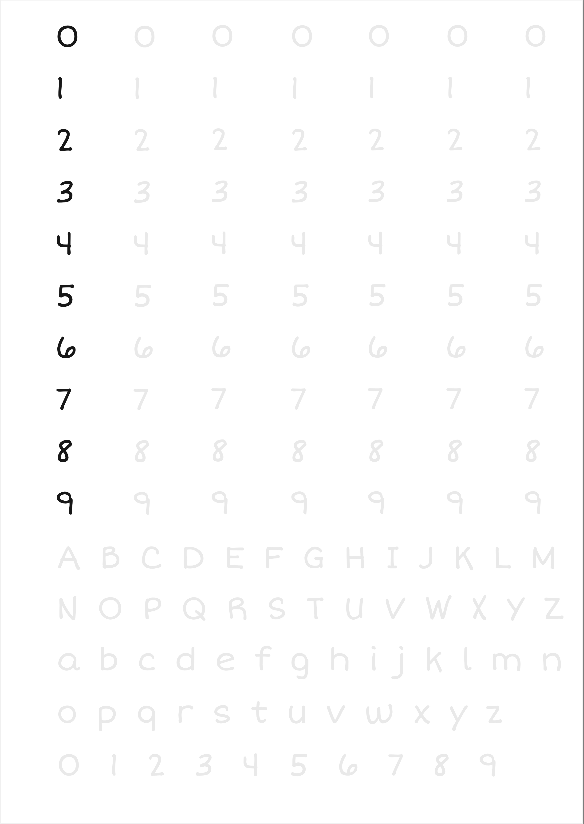 0 0 0 0 0 0 0
1 1 1 1 1 1 1
2 2 2 2 2 2 2
3 3 3 3 3 3 3
4 4 4 4 4 4 4
5 5 5 5 5 5 5
6 6 6 6 6 6 6
7 7 7 7 7 7 7
8 8 8 8 8 8 8
9 9 9 9 9 9 9
A B C D E F G H I J K L M
N O P Q R S T U V W X Y Z
a b c d e f g h i j k l m n
o p q r s t u v w x y z
0 1 2 3 4 5 6 7 8 9